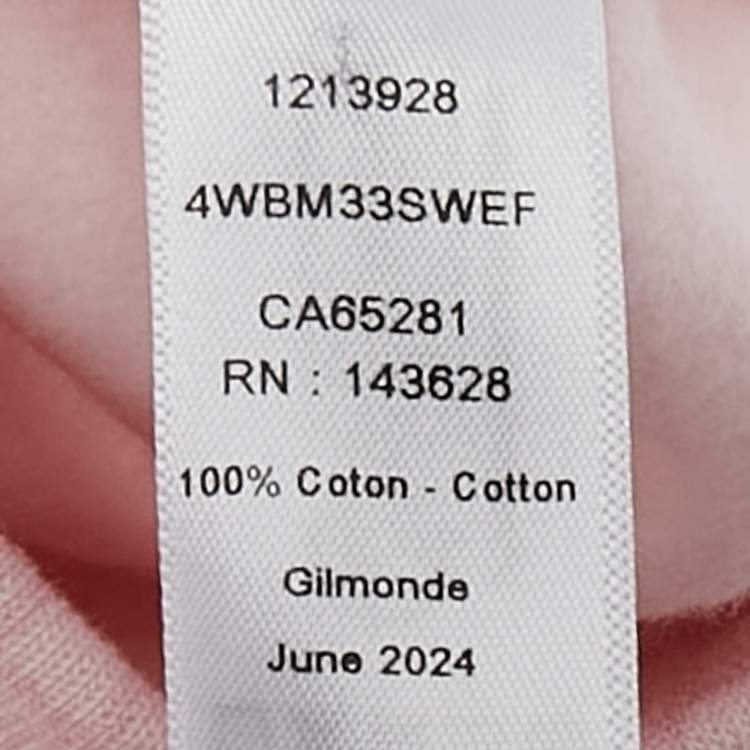 1213928
4WBM33SWEF
CA65281
RN : 143628
100% Coton - Cotton
Gilmonde
June 2024